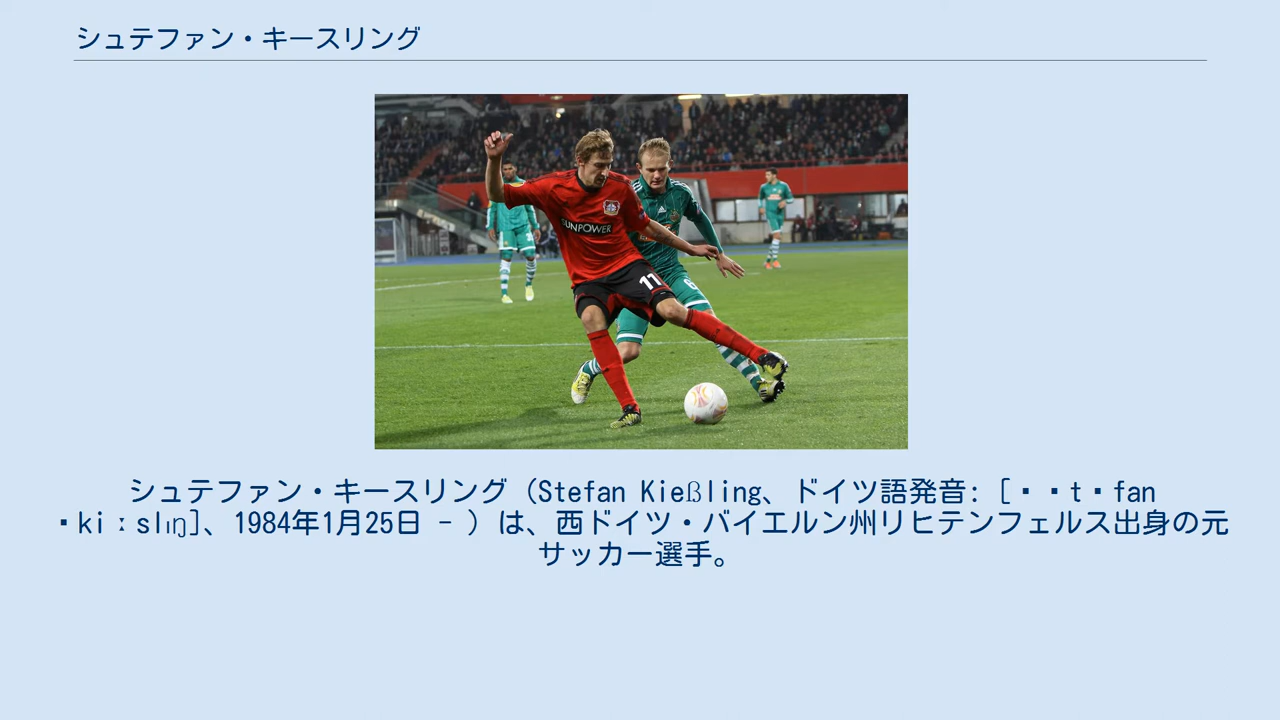 シュテファン・キースリング
SUNPOWER
11
6
シュテファン・キースリング（Stefan Kießling、ドイツ語発音: [・・t・fan
・kiːslɪŋ]、1984年1月25日 - ）は、西ドイツ・バイエルン州リヒテンフェルス出身の元
サッカー選手。